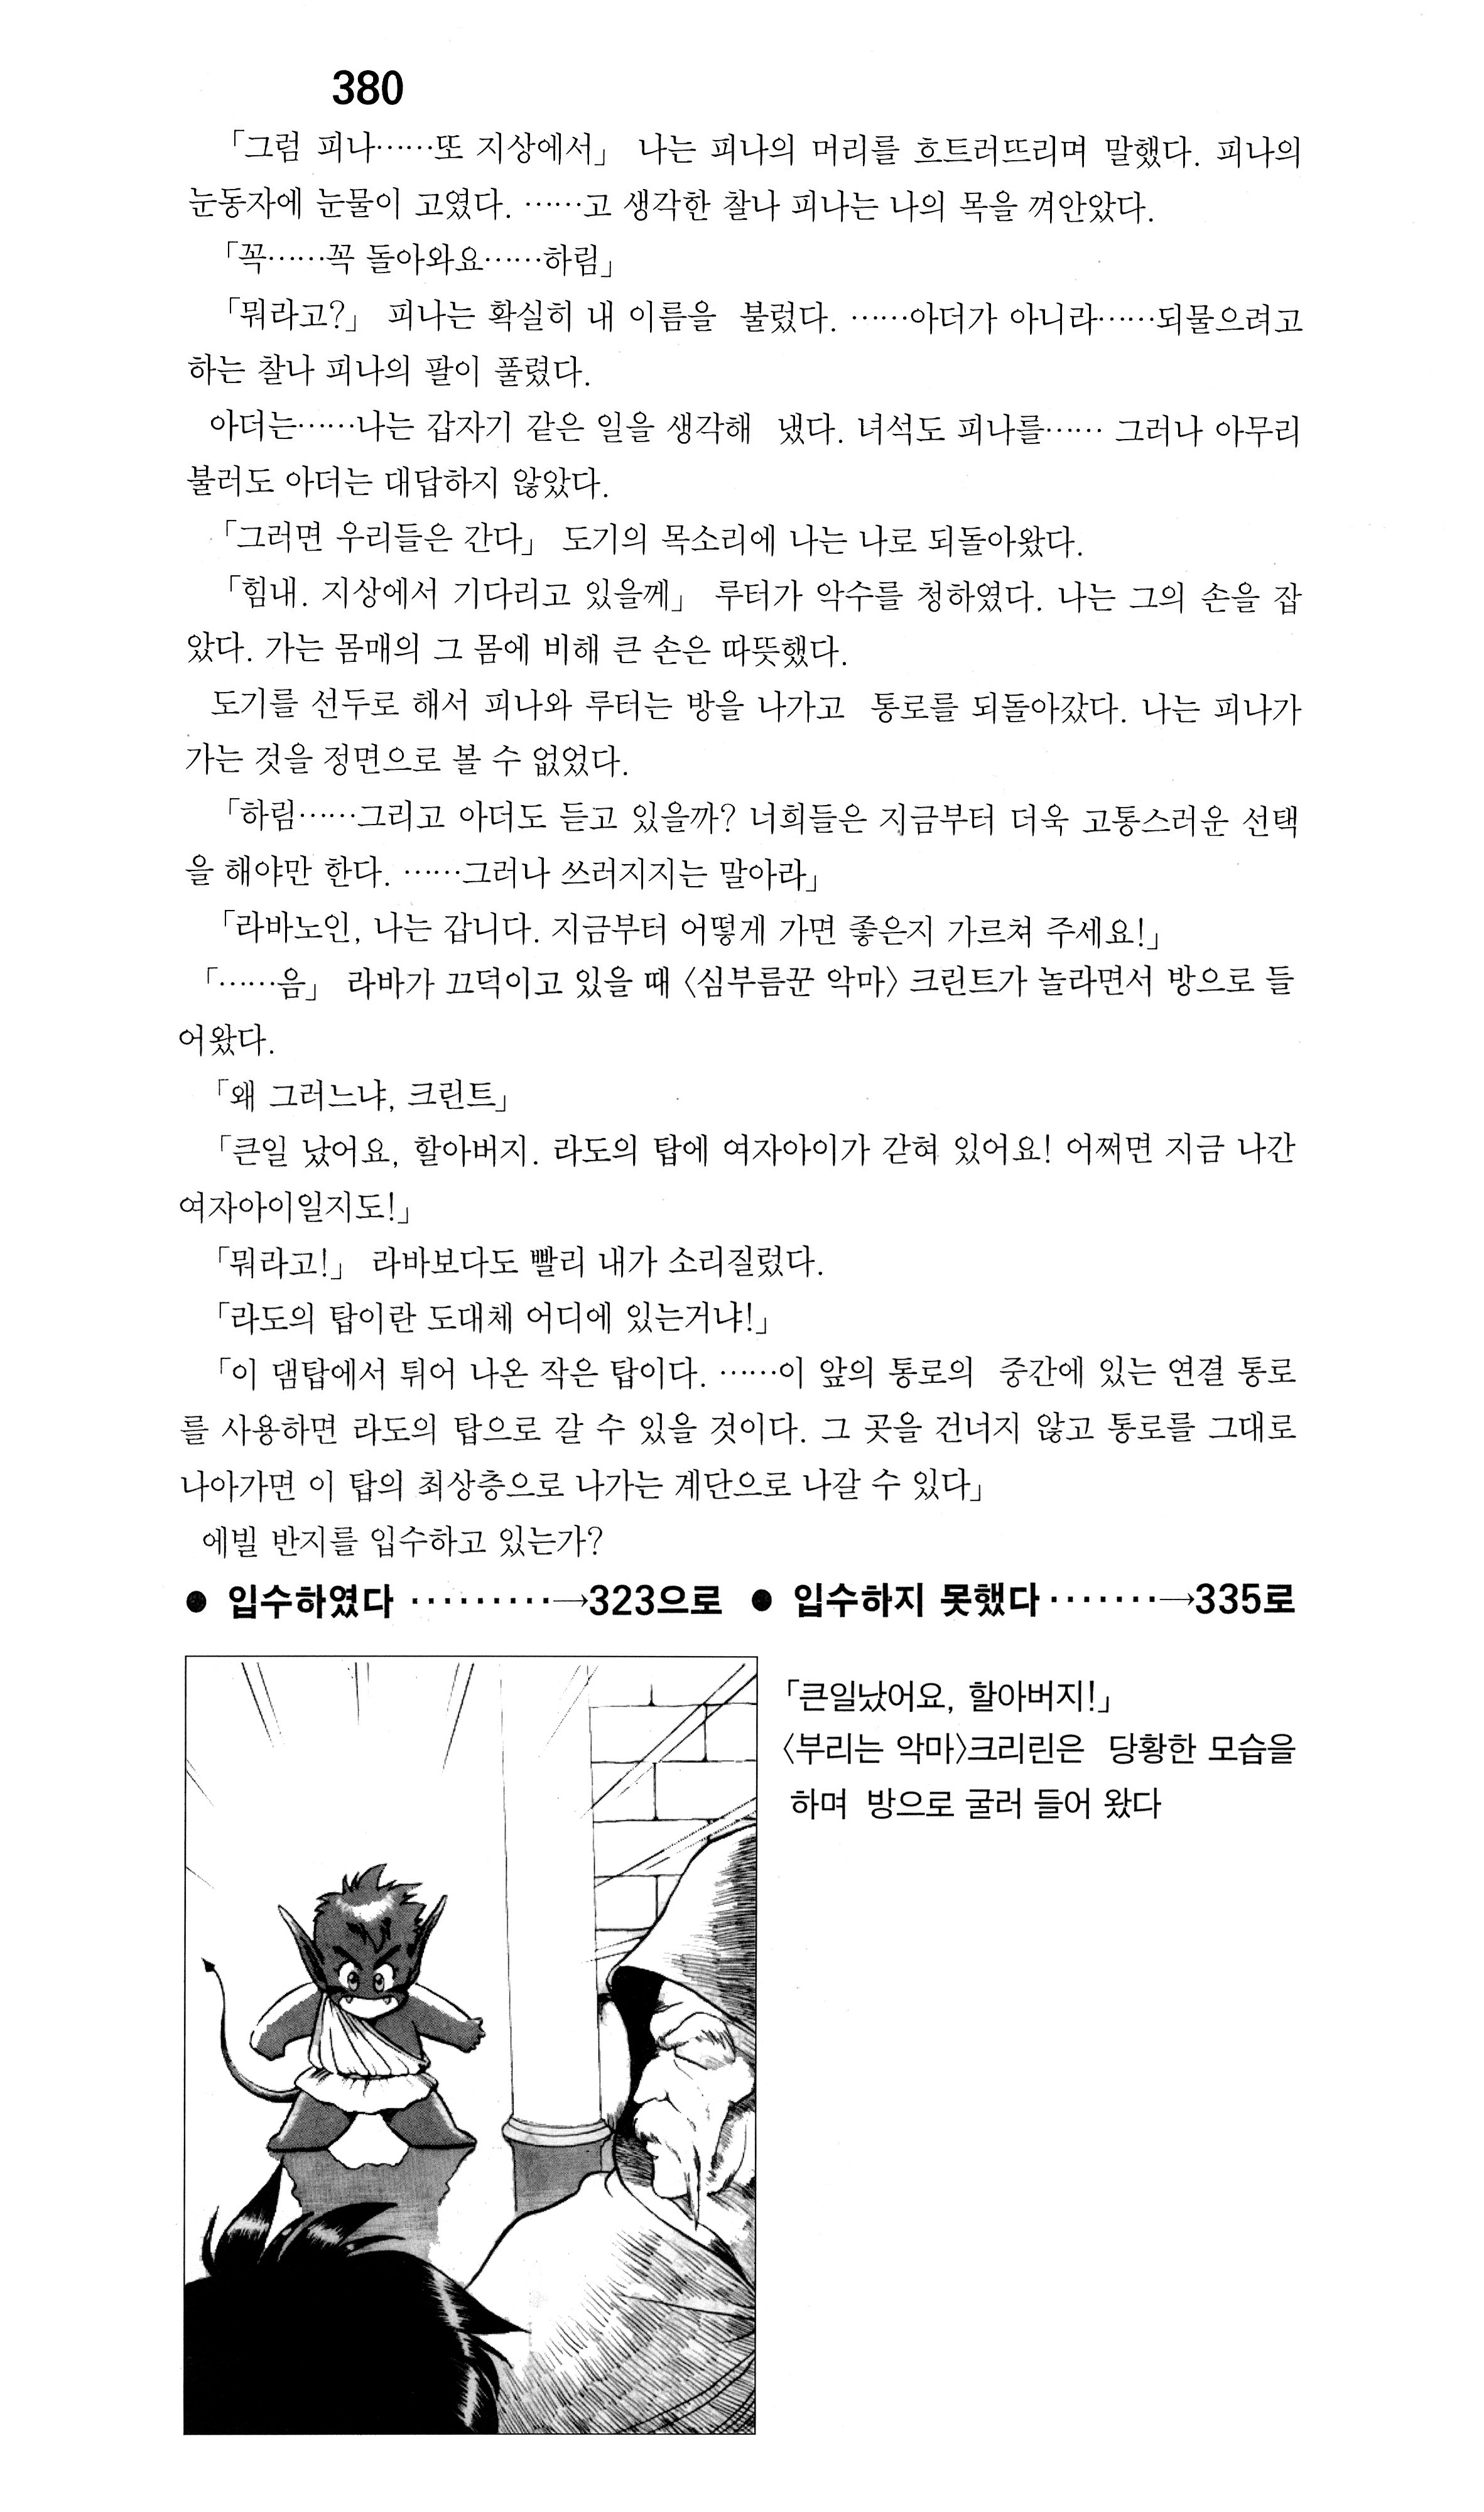 380
「그럼 피나……또 지상에서」 나는 피나의 머리를 흐트러뜨리며 말했다. 피나의
눈동자에 눈물이 고였다. ……고 생각한 찰나 피나는 나의 목을 껴안았다.
「꼭……꼭 돌아와요……하림」
「뭐라고?」 피나는 확실히 내 이름을 불렀다. ……아더가 아니라……되물으려고
하는 찰나 피나의 팔이 풀렸다.
아더는……나는 갑자기 같은 일을 생각해 냈다. 녀석도 피나를…… 그러나 아무리
불러도 아더는 대답하지 않았다.
「그러면 우리들은 간다」 도기의 목소리에 나는 나로 되돌아왔다.
「힘내. 지상에서 기다리고 있을께」 루터가 악수를 청하였다. 나는 그의 손을 잡
았다. 가는 몸매의 그 몸에 비해 큰 손은 따뜻했다.
도기를 선두로 해서 피나와 루터는 방을 나가고 통로를 되돌아갔다. 나는 피나가
가는 것을 정면으로 볼 수 없었다.
「하림……그리고 아더도 듣고 있을까? 너희들은 지금부터 더욱 고통스러운 선택
을 해야만 한다. ……그러나 쓰러지지는 말아라」
「라바노인, 나는 갑니다. 지금부터 어떻게 가면 좋은지 가르쳐 주세요!」
「……음」 라바가 끄덕이고 있을 때 〈심부름꾼 악마〉 크린트가 놀라면서 방으로 들
어왔다.
「왜 그러느냐, 크린트」
「큰일 났어요, 할아버지. 라도의 탑에 여자아이가 갇혀 있어요! 어쩌면 지금 나간
여자아이일지도!」
「뭐라고!」 라바보다도 빨리 내가 소리질렀다.
「라도의 탑이란 도대체 어디에 있는거냐!」
「이 댐탑에서 튀어 나온 작은 탑이다. ……이 앞의 통로의 중간에 있는 연결 통로
를 사용하면 라도의 탑으로 갈 수 있을 것이다. 그 곳을 건너지 않고 통로를 그대로
나아가면 이 탑의 최상층으로 나가는 계단으로 나갈 수 있다」
에빌 반지를 입수하고 있는가?
● 입수하였다 ··········→323으로 ● 입수하지 못했다·······→335로
「큰일났어요, 할아버지!」
〈부리는 악마〉크리린은 당황한 모습을
하며 방으로 굴러 들어 왔다